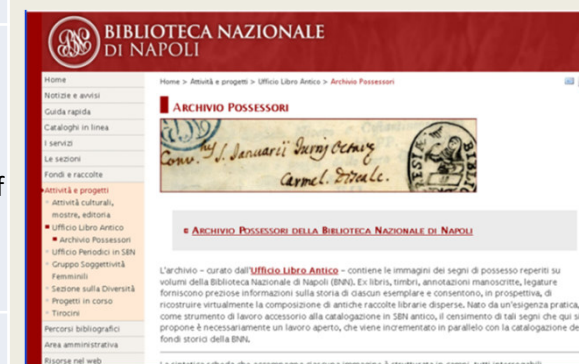 BIBLIOTECA NAZIONALE
DI NAPOLI
Home
Notizie e avvisi
Guida rapida
Cataloghi in linea
I servizi
Le sezioni
Fondi e raccolte
Attività e progetti
Attività culturali,
mostre, editoria
Ufficio Libro Antico
Archivio Possessori
Ufficio Periodici in SBN
Gruppo Soggettività
Femminili
Sezione sulla Diversità
Progetti in corso
Tirocini
Percorsi bibliografici
Area amministrativa
Risorse nel web
Home > Attività e progetti > Ufficio Libro Antico > Archivio Possessori
ARCHIVIO POSSESSORI
Carmel.
ARCHIVIO POSSESSORI DELLA BIBLIOTECA NAZIONALE DI NAPOLI
L'archivio – curato dall'Ufficio Libro Antico – contiene le immagini dei segni di possesso reperiti su
volumi della Biblioteca Nazionale di Napoli (BNN). Ex libris, timbri, annotazioni manoscritte, legature
forniscono preziose informazioni sulla storia di ciascun esemplare e consentono, in prospettiva, di
ricostruire virtualmente la composizione di antiche raccolte librarie disperse. Nato da un'esigenza pratica,
come strumento di lavoro accessorio alla catalogazione in SBN antico, il censimento di tali segni che qui si
propone è necessariamente un lavoro aperto, che viene incrementato in parallelo con la catalogazione de
fondi storici della BNN.
f